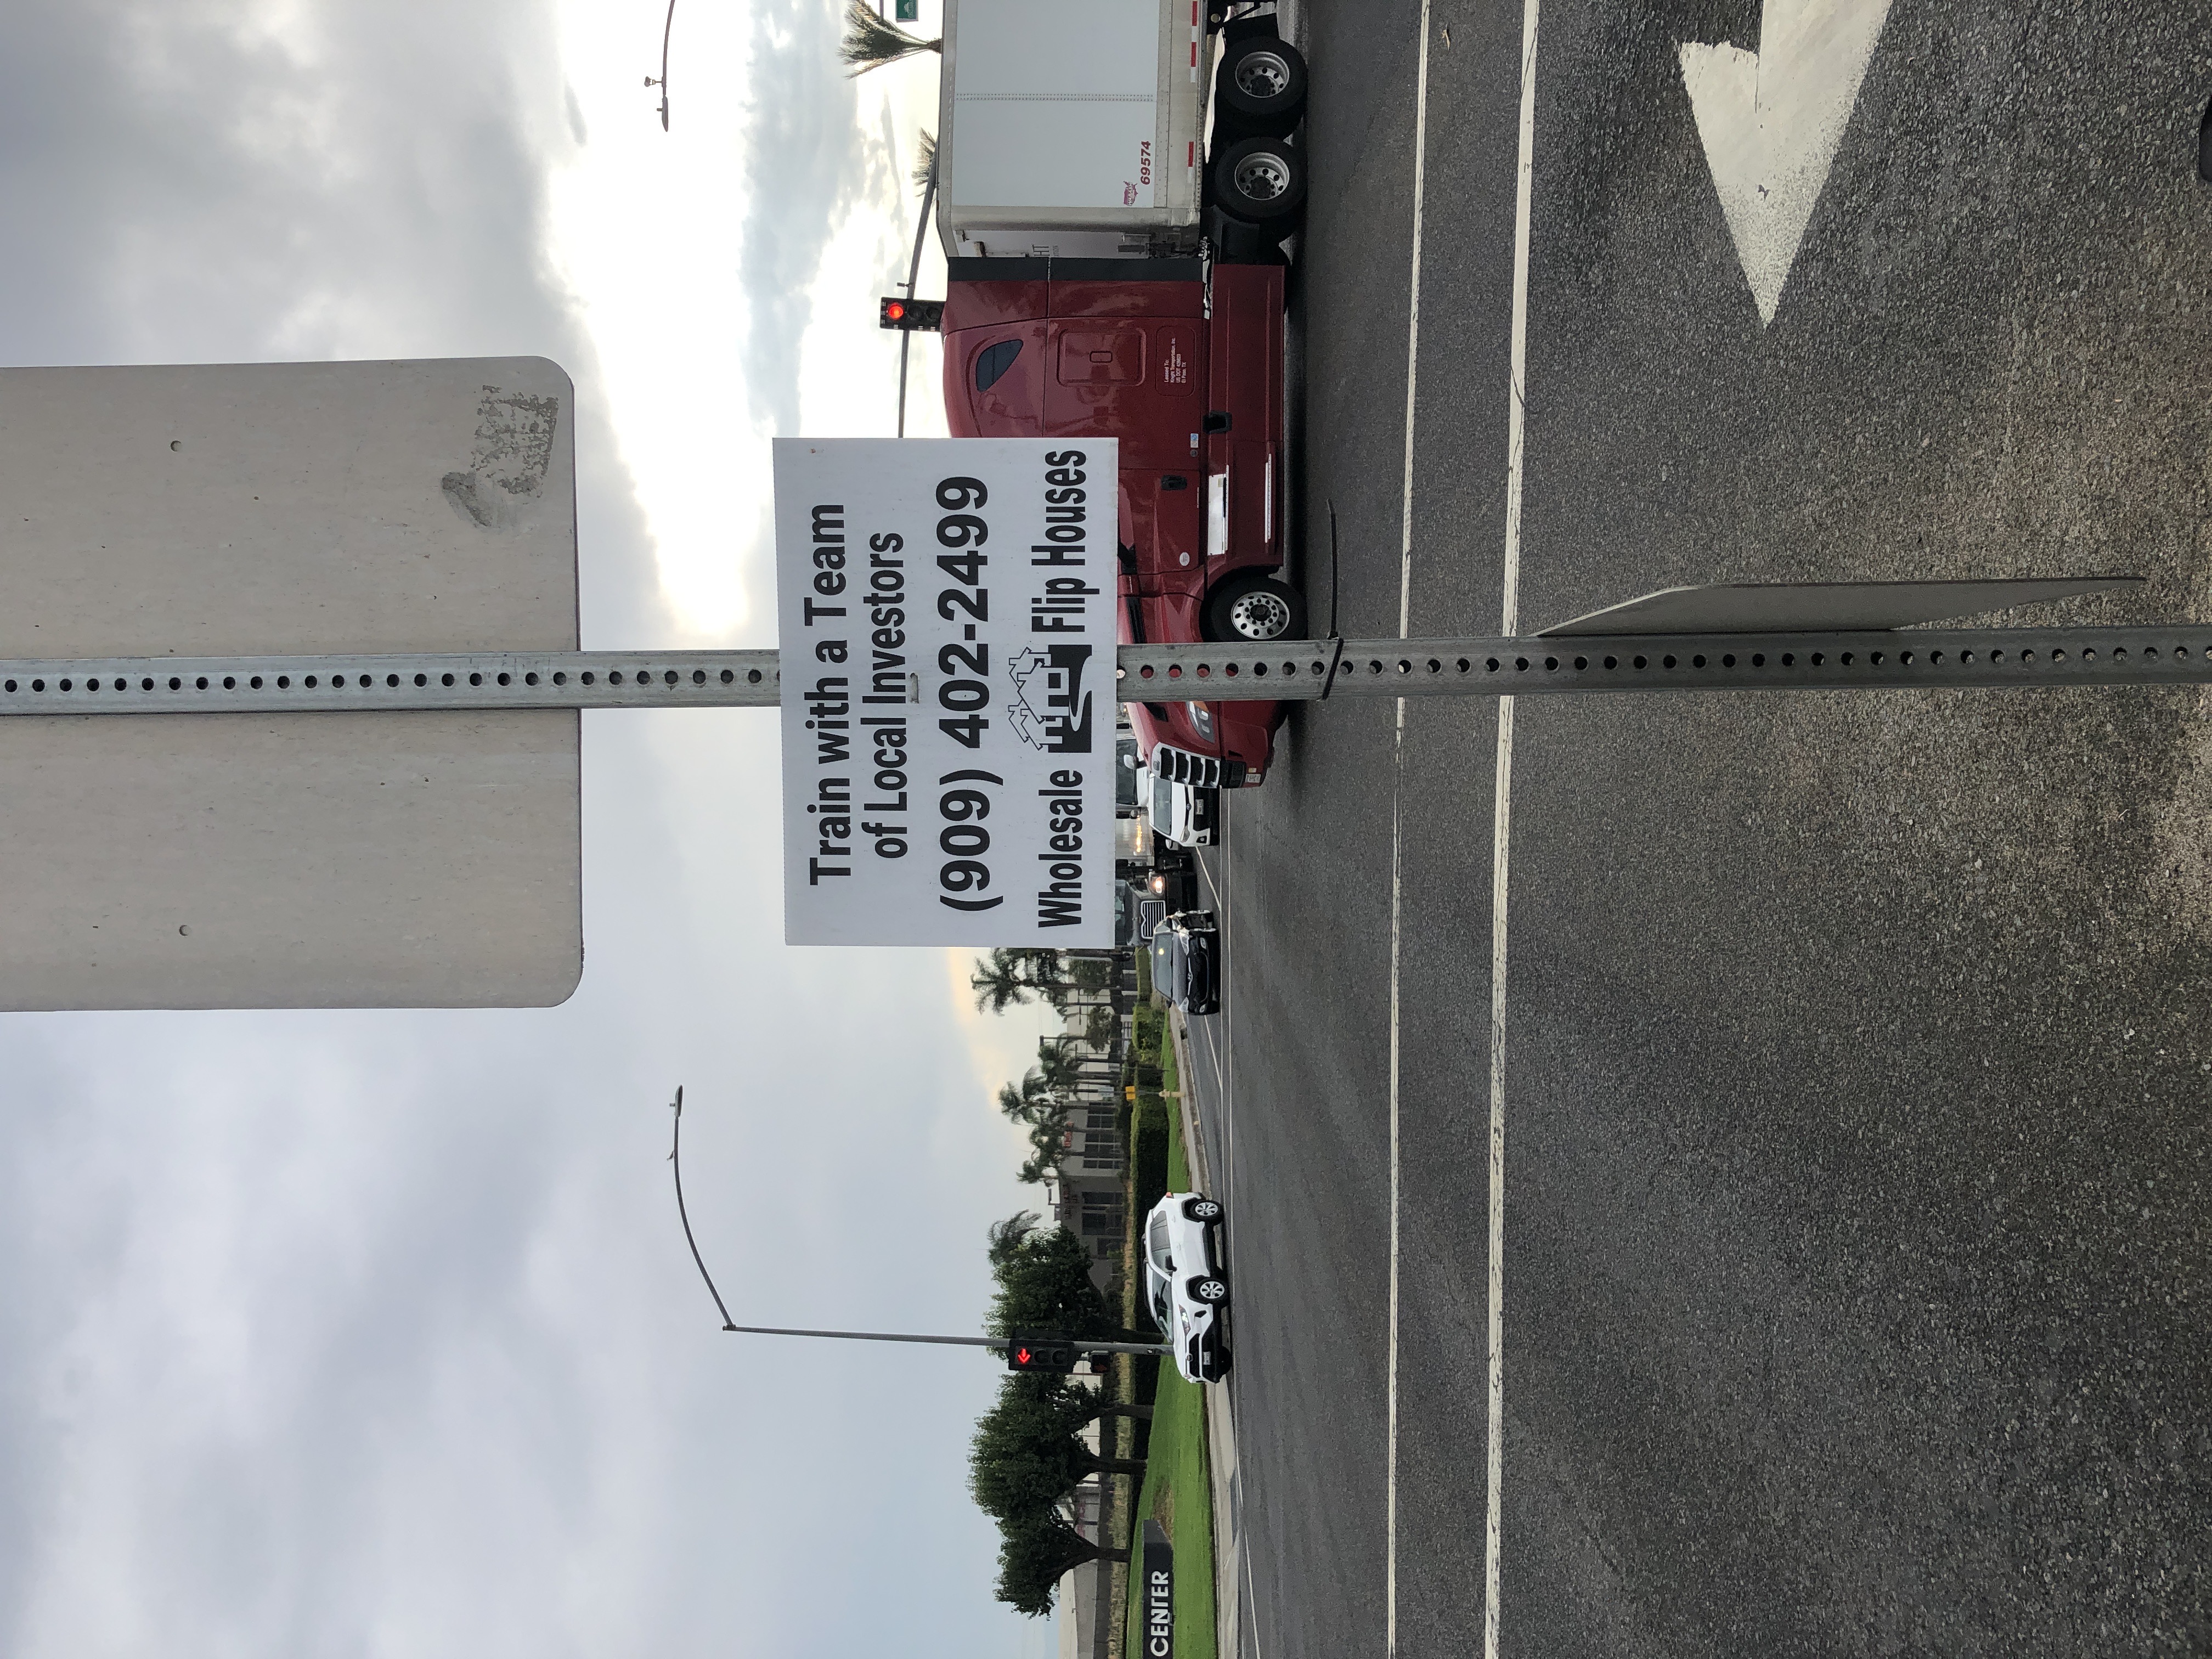 Train with a Team
of Local Investors
(909) 402-2499
Wholesale Flip Houses
69574
CENTER